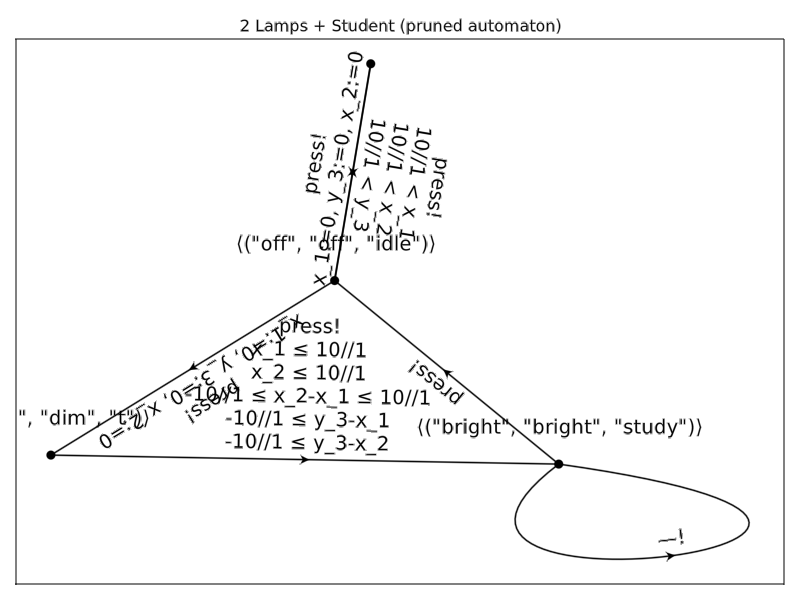 2 Lamps + Student (pruned automaton)
press!
x_1:=0, y_3:=0, x_2:=0
press!
10//1 < x_1
10//1 < x_2
10//1 < y_3
⟨("off", "off", "idle")⟩
press!
x_1:=0, y_3:=0, x_2:=0
press!
x_1 ≤ 10//1
x_2 ≤ 10//1
-10//1 ≤ x_2-x_1 ≤ 10//1
-10//1 ≤ y_3-x_1
-10//1 ≤ y_3-x_2
press!
", "dim", "t")⟩
⟨("bright", "bright", "study")⟩
—!